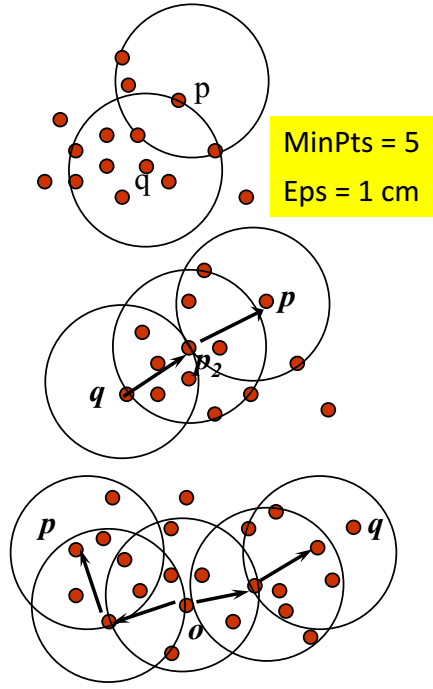 p
MinPts = 5
q
Eps = 1 cm
p
p2
q
p
q
o